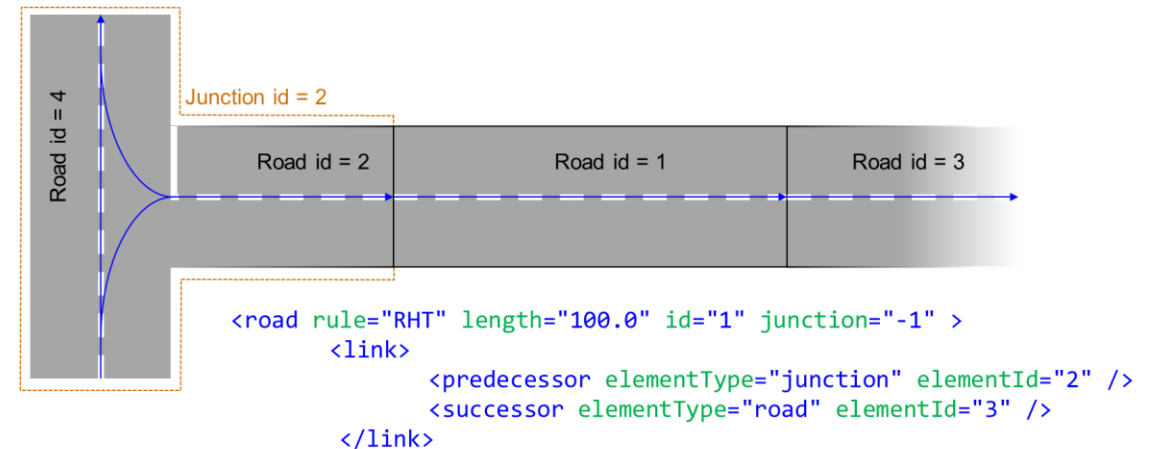 Road id = 4
Junction id = 2
Road id = 2
Road id = 1
Road id = 3
<road rule="RHT" length="100.0" id="1" junction="-1" >
<link>
<predecessor elementType="junction" elementId="2" />
<successor elementType="road" elementId="3" />
</link>